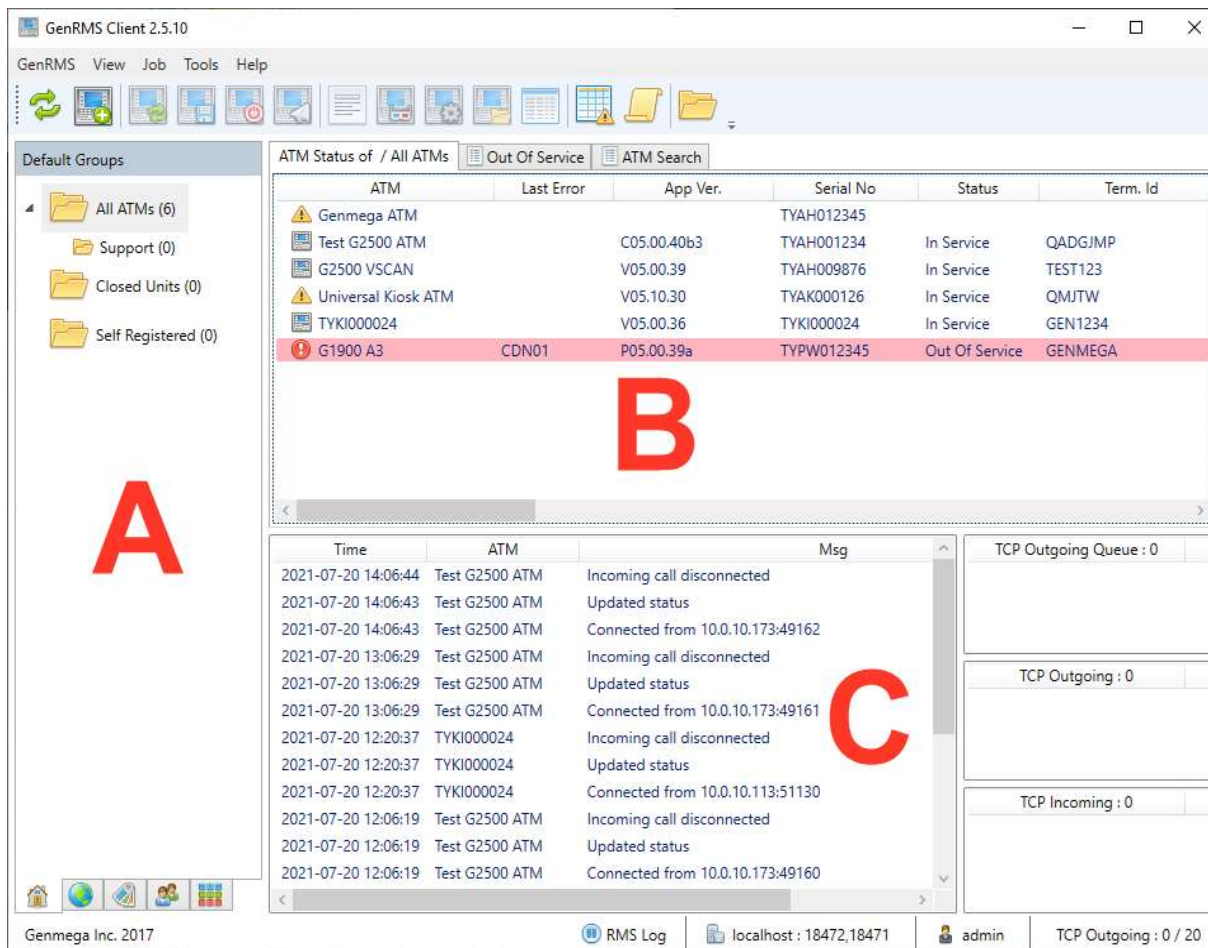 GenRMS Client 2.5.10
GenRMS View Job Tools Help
Default Groups
All ATMs (6)
Support (0)
Closed Units (0)
Self Registered (0)
A
ATM Status of / All ATMs Out Of Service ATM Search
ATM Last Error App Ver. Serial No Status Term. Id
Genmega ATM TYAH012345
Test G2500 ATM C05.00.40b3 TYAH001234 In Service QADGJMP
G2500 VSCAN V05.00.39 TYAH009876 In Service TEST123
Universal Kiosk ATM V05.10.30 TYAK000126 In Service QMJTW
TYKI000024 V05.00.36 TYKI000024 In Service GEN1234
G1900 A3 CDN01 P05.00.39a TYPW012345 Out Of Service GENMEGA
B
Time ATM Msg
2021-07-20 14:06:44 Test G2500 ATM Incoming call disconnected
2021-07-20 14:06:43 Test G2500 ATM Updated status
2021-07-20 14:06:43 Test G2500 ATM Connected from 10.0.10.173:49162
2021-07-20 13:06:29 Test G2500 ATM Incoming call disconnected
2021-07-20 13:06:29 Test G2500 ATM Updated status
2021-07-20 13:06:29 Test G2500 ATM Connected from 10.0.10.173:49161
2021-07-20 12:20:37 TYKI000024 Incoming call disconnected
2021-07-20 12:20:37 TYKI000024 Updated status
2021-07-20 12:20:37 TYKI000024 Connected from 10.0.10.113:51130
2021-07-20 12:06:19 Test G2500 ATM Incoming call disconnected
2021-07-20 12:06:19 Test G2500 ATM Updated status
2021-07-20 12:06:19 Test G2500 ATM Connected from 10.0.10.173:49160
C
TCP Outgoing Queue : 0
TCP Outgoing : 0
TCP Incoming : 0
Genmega Inc. 2017 RMS Log localhost : 18472,18471 admin TCP Outgoing : 0 / 20